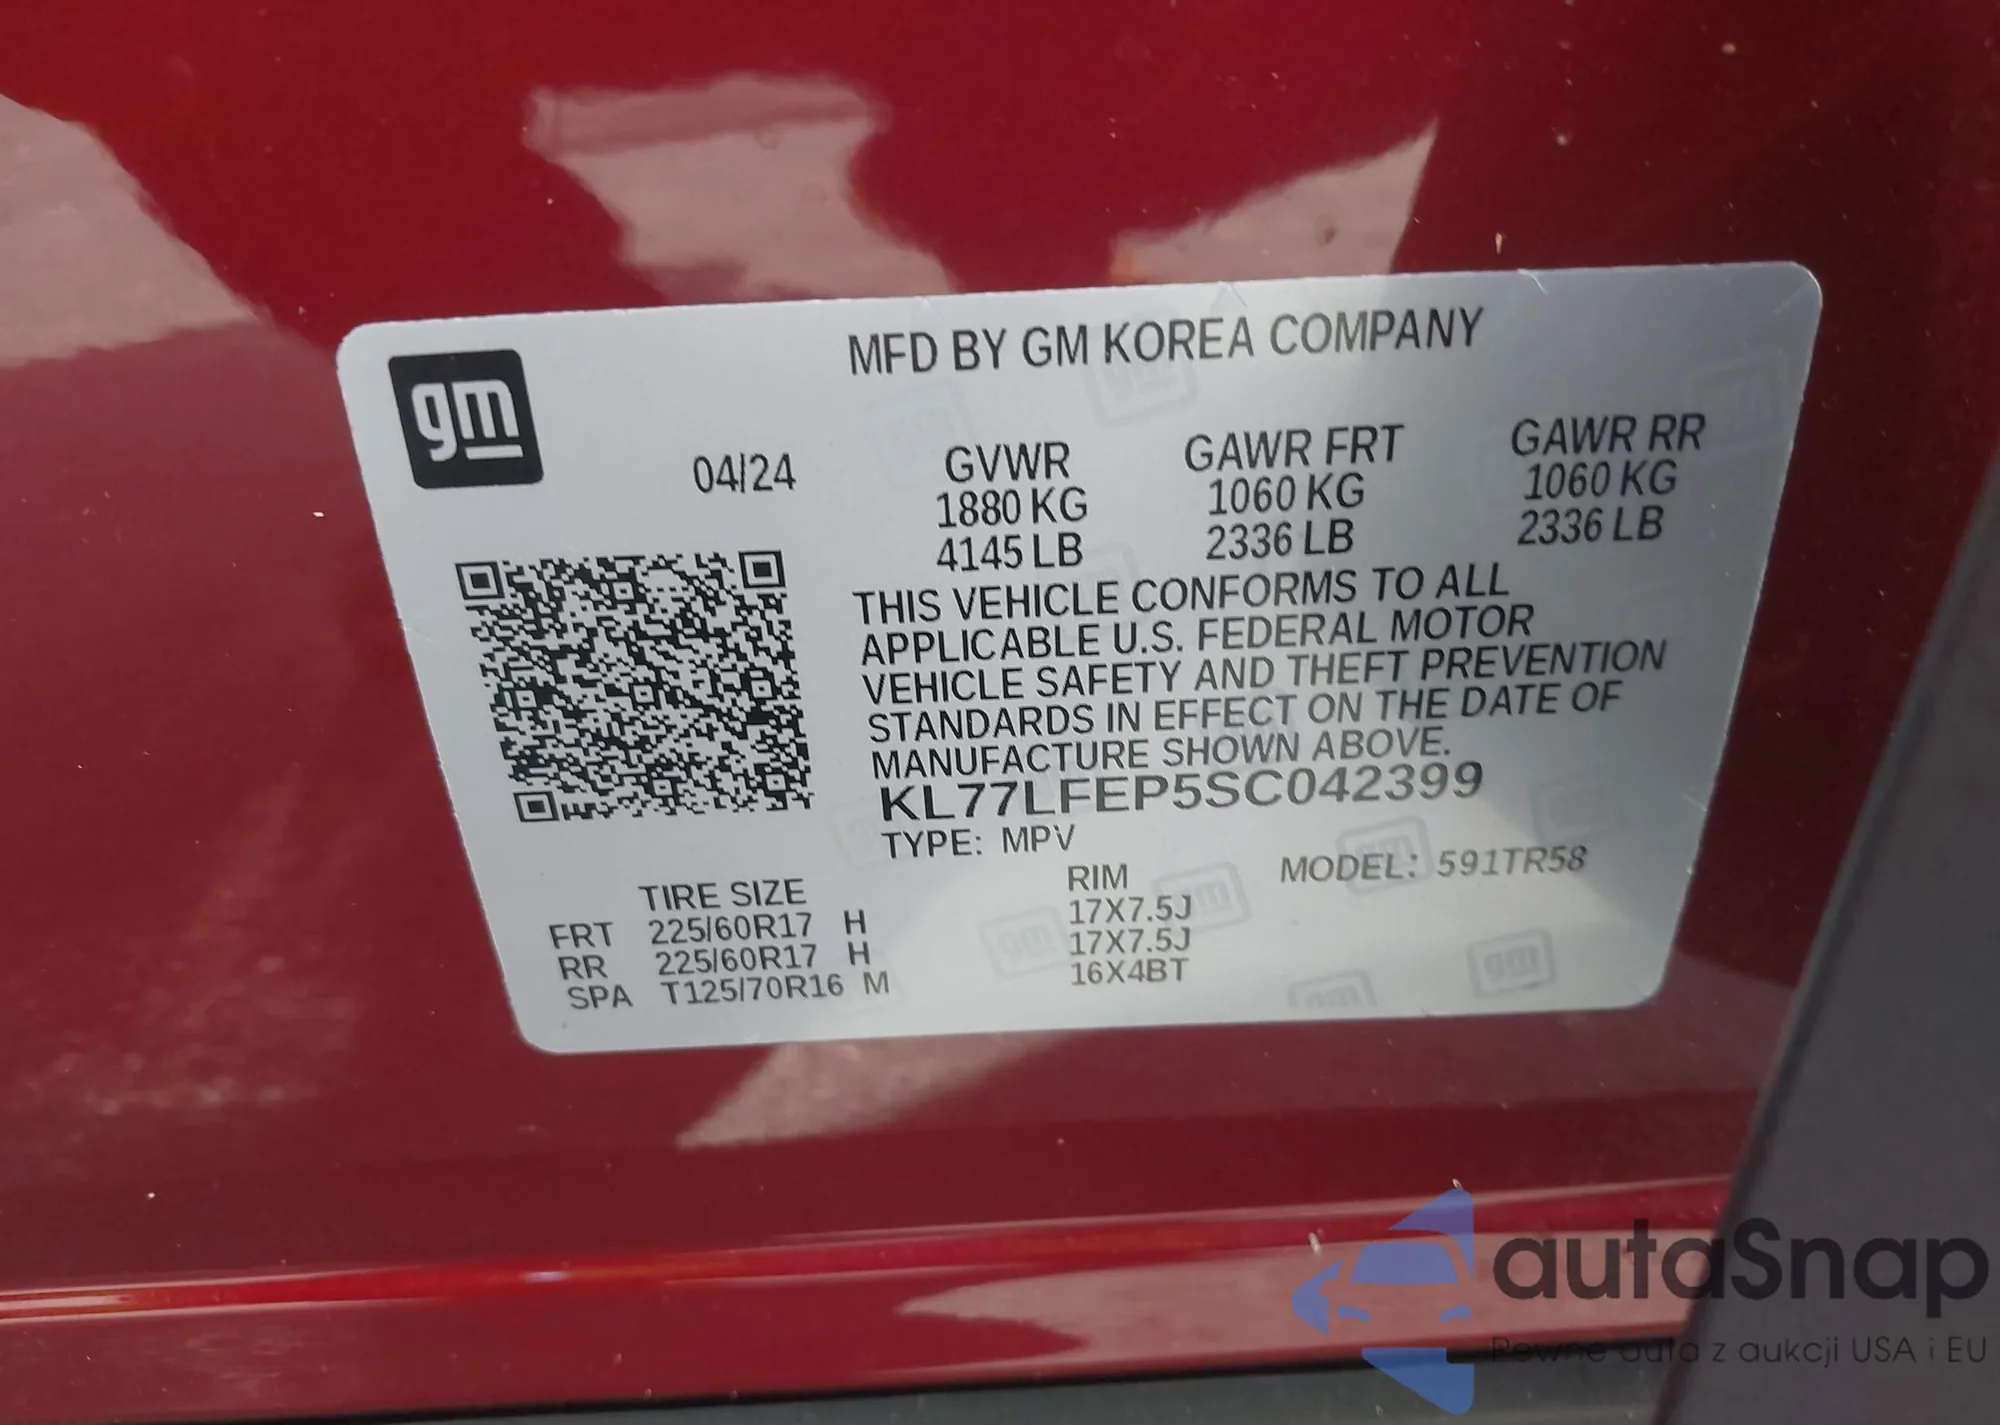 gm
MFD BY GM KOREA COMPANY
04/24
GVWR GAWR FRT GAWR RR
1880 KG 1060 KG 1060 KG
4145 LB 2336 LB 2336 LB
THIS VEHICLE CONFORMS TO ALL
APPLICABLE U.S. FEDERAL MOTOR
VEHICLE SAFETY AND THEFT PREVENTION
STANDARDS IN EFFECT ON THE DATE OF
MANUFACTURE SHOWN ABOVE.
KL77LFEP5SC042399
TYPE: MPV
MODEL: 591TR58
TIRE SIZE RIM
FRT 225/60R17 H 17X7.5J
RR 225/60R17 H 17X7.5J
SPA T125/70R16 M 16X4BT
autaSnap
Pewne auta z aukcji USA i EU